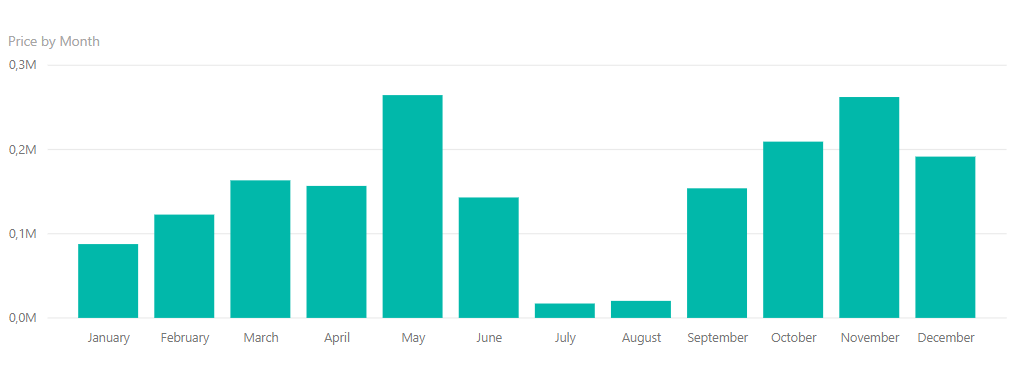 Price by Month
0,3M
0,2M
0,1M
0,0M
January February March April May June July August September October November December